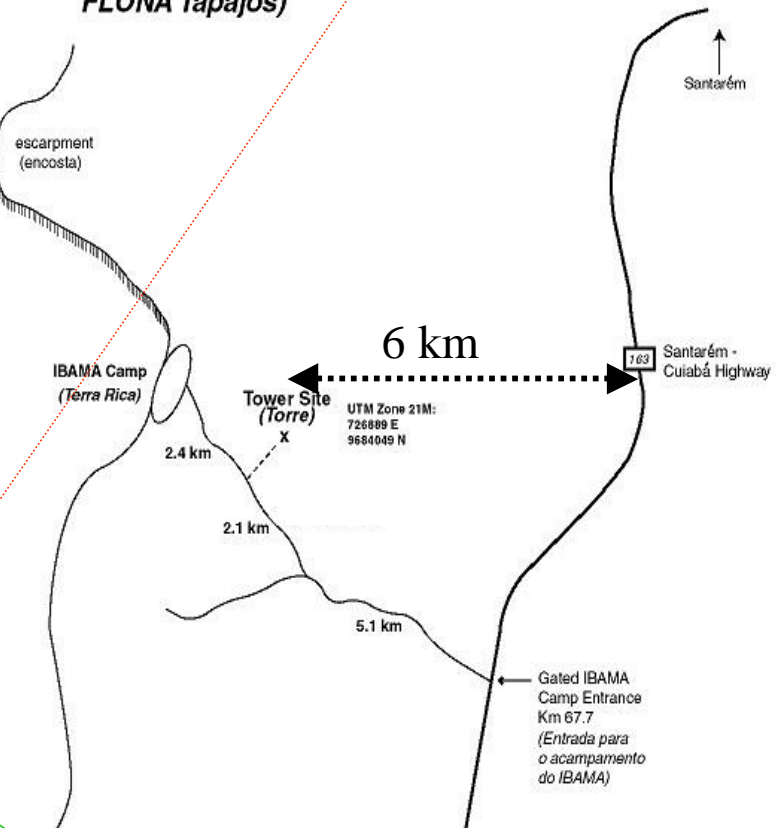 FLONA Tapajós)
Santarém
escarpment
(encosta)
6 km
163
Santarém -
Cuiabá Highway
IBAMA Camp
(Terra Rica)
Tower Site
(Torre)
x
UTM Zone 21M:
726889 E
9684049 N
2.4 km
2.1 km
5.1 km
Gated IBAMA
Camp Entrance
Km 67.7
(Entrada para
o acampamento
do IBAMA)